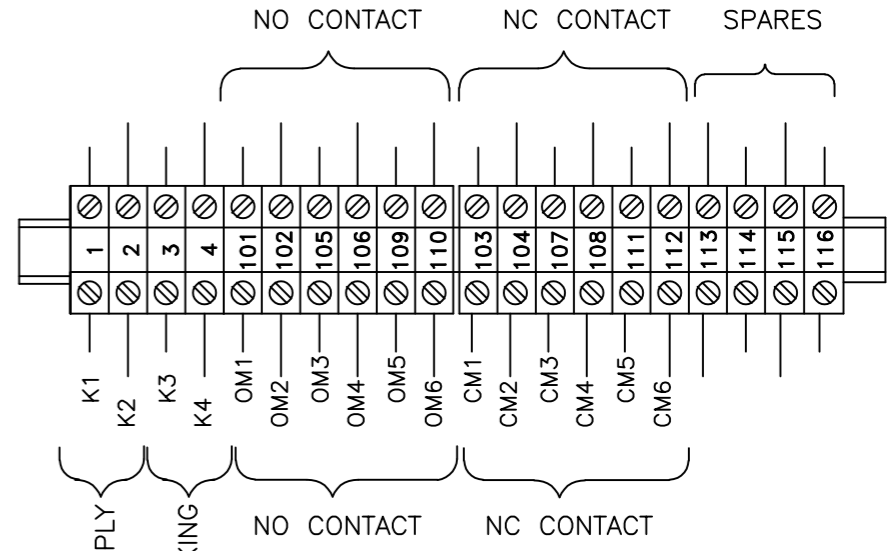 NO CONTACT NC CONTACT SPARES
1 2 3 4 101 102 105 106 109 110 103 104 107 108 111 112 113 114 115 116
K1 K2 K3 K4 OM1 OM2 OM3 OM4 OM5 OM6 CM1 CM2 CM3 CM4 CM5 CM6
PLY KING NO CONTACT NC CONTACT